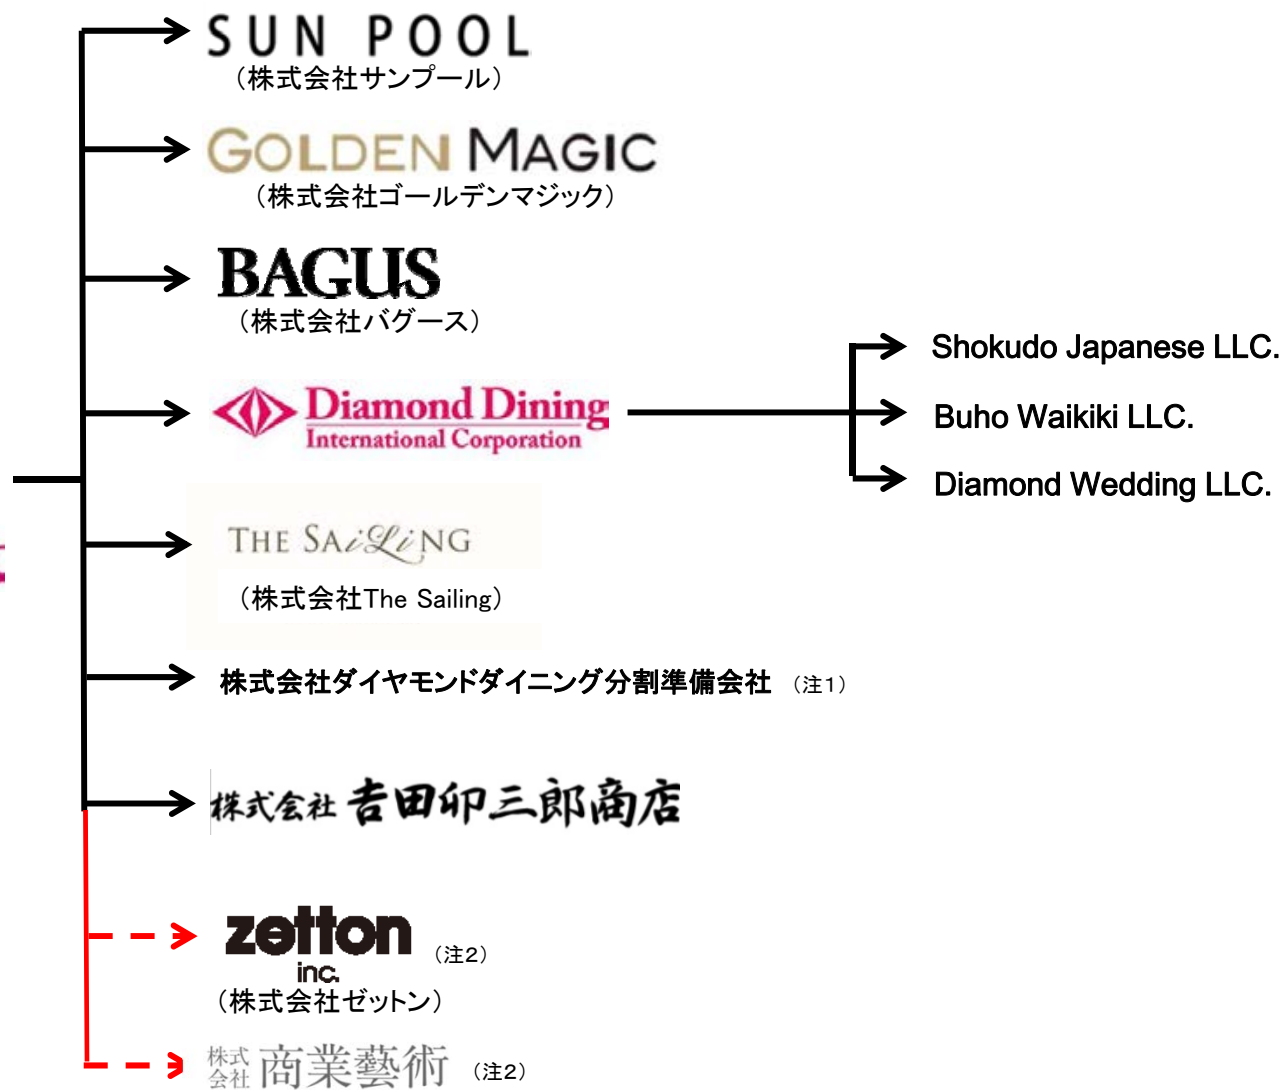 SUN POOL
（株式会社サンプール）
GOLDEN MAGIC
（株式会社ゴールデンマジック）
BAGUS
（株式会社バグース）
Diamond Dining
International Corporation
Shokudo Japanese LLC.
Buho Waikiki LLC.
Diamond Wedding LLC.
THE SAiLiNG
（株式会社The Sailing）
株式会社ダイヤモンドダイニング分割準備会社 （注1）
株式会社 吉田卯三郎商店
zetton （注2）
inc.
（株式会社ゼットン）
株式会社 商業藝術 （注2）